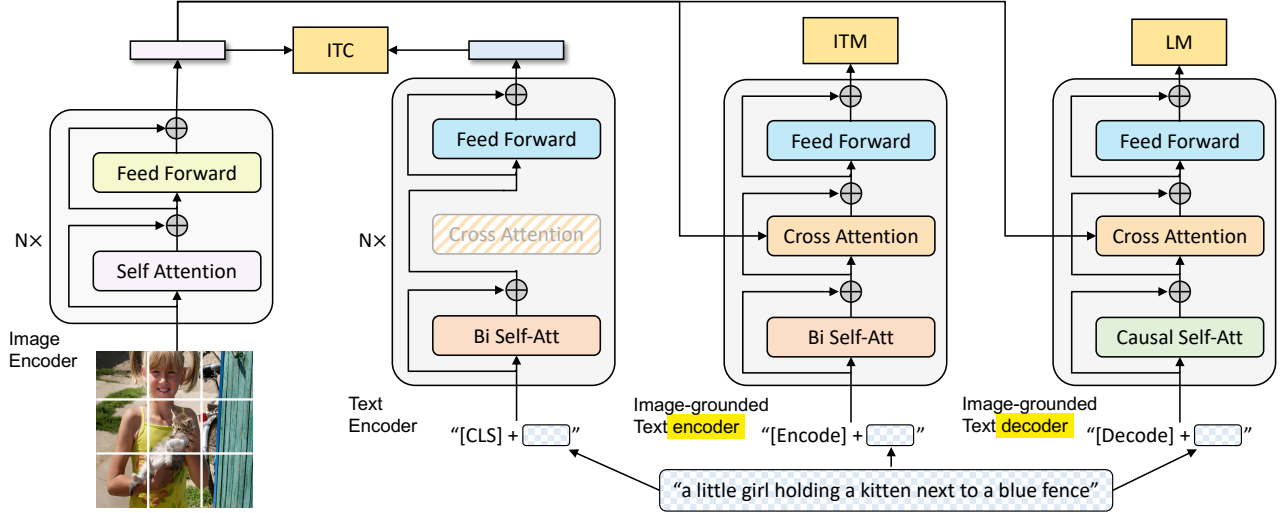 ITC
ITM
LM
Feed Forward
Self Attention
N×
Image
Encoder
Feed Forward
Cross Attention
Bi Self-Att
N×
Text
Encoder
"[CLS] + "
Feed Forward
Cross Attention
Bi Self-Att
Image-grounded
Text encoder
"[Encode] + "
Feed Forward
Cross Attention
Causal Self-Att
Image-grounded
Text decoder
"[Decode] + "
"a little girl holding a kitten next to a blue fence"